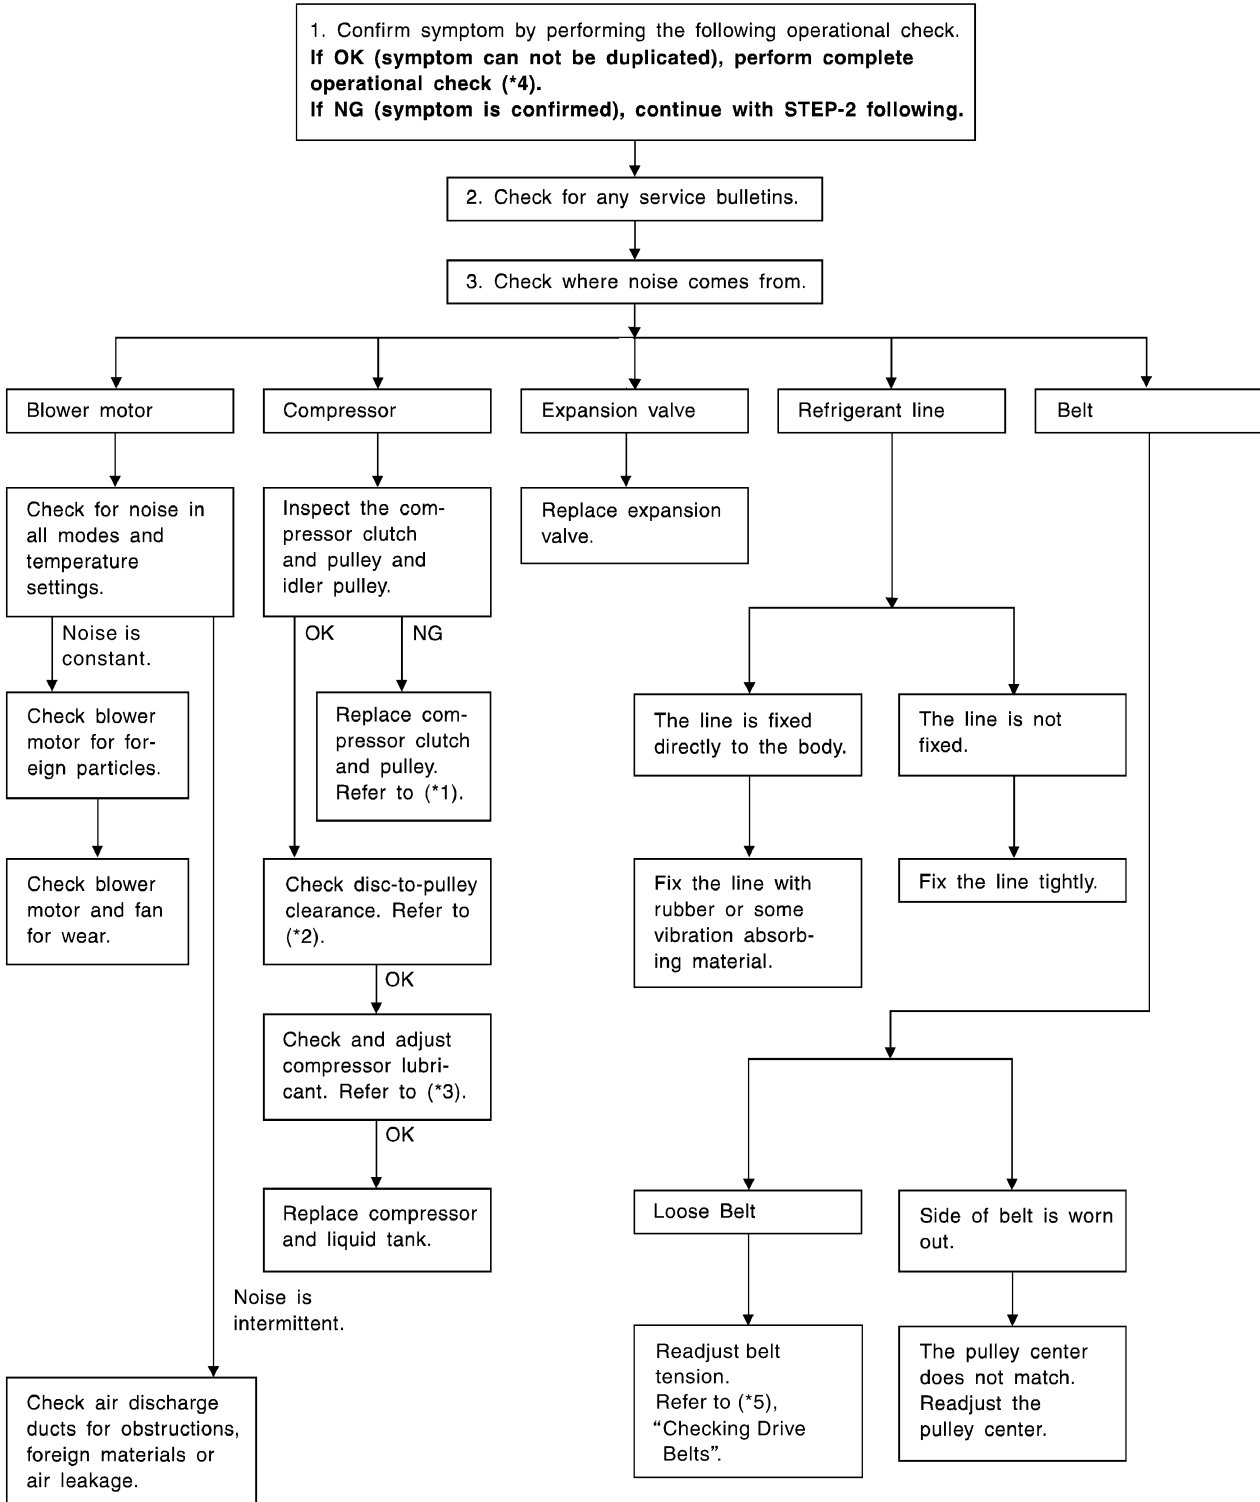 1. Confirm symptom by performing the following operational check.
If OK (symptom can not be duplicated), perform complete
operational check (*4).
If NG (symptom is confirmed), continue with STEP-2 following.
2. Check for any service bulletins.
3. Check where noise comes from.
Blower motor
Compressor
Expansion valve
Refrigerant line
Belt
Check for noise in
all modes and
temperature
settings.
Inspect the com-
pressor clutch
and pulley and
idler pulley.
Replace expansion
valve.
Noise is
constant.
OK
NG
Check blower
motor for for-
eign particles.
Replace com-
pressor clutch
and pulley.
Refer to (*1).
The line is fixed
directly to the body.
The line is not
fixed.
Check blower
motor and fan
for wear.
Check disc-to-pulley
clearance. Refer to
(*2).
Fix the line with
rubber or some
vibration absorb-
ing material.
Fix the line tightly.
OK
Check and adjust
compressor lubri-
cant. Refer to (*3).
OK
Replace compressor
and liquid tank.
Loose Belt
Side of belt is worn
out.
Noise is
intermittent.
Check air discharge
ducts for obstructions,
foreign materials or
air leakage.
Readjust belt
tension.
Refer to (*5),
“Checking Drive
Belts”.
The pulley center
does not match.
Readjust the
pulley center.